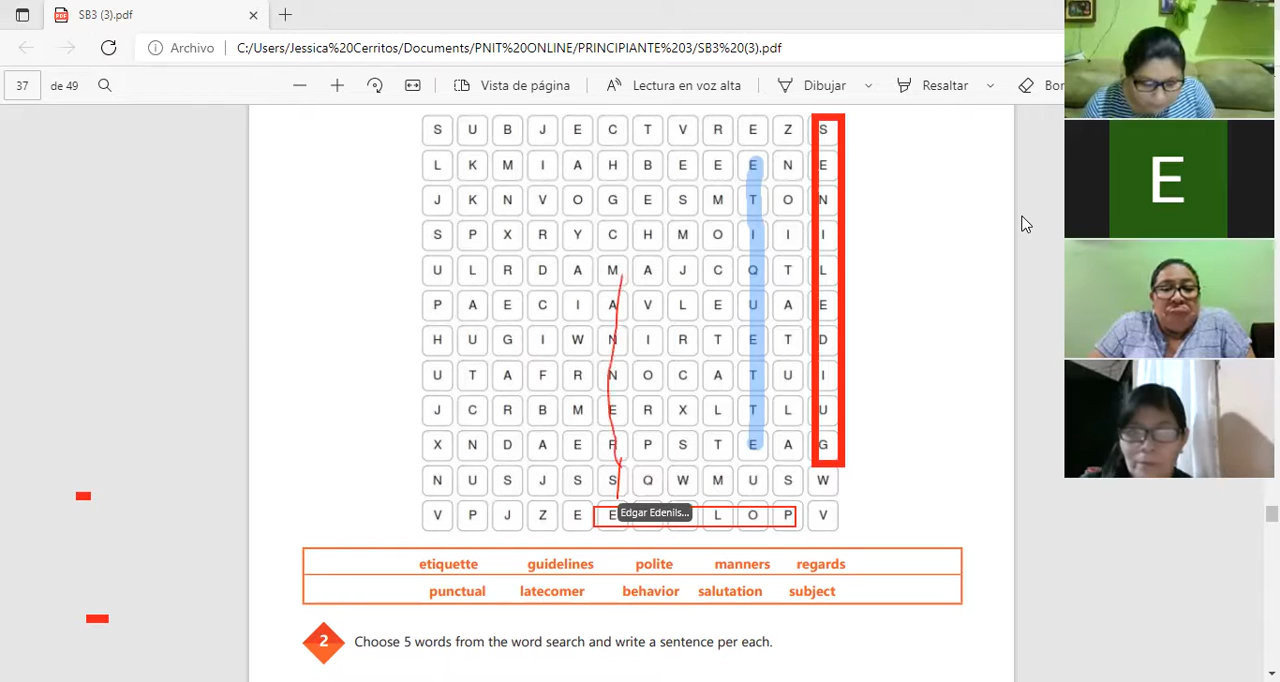 SB3 (3).pdf
Archivo C:/Users/Jessica%20Cerritos/Documents/PNIT%20ONLINE/PRINCIPIANTE%203/SB3%20(3).pdf
37 de 49 Vista de página Lectura en voz alta Dibujar Resaltar Bor
E
S U B J E C T V R E Z S
L K M I A H B E E E N E
J K N V O G E S M T O N
S P X R Y C H M O I I I
U L R D A M A J C Q T L
P A E C I A V L E U A E
H U G I W N I R T E T D
U T A F R N O C A T U I
J C R B M E R X L T L U
X N D A E R P S T E A G
N U S J S S Q W M U S W
V P J Z E E L O P V
Edgar Edenils...
etiquette guidelines polite manners regards
punctual latecomer behavior salutation subject
2 Choose 5 words from the word search and write a sentence per each.